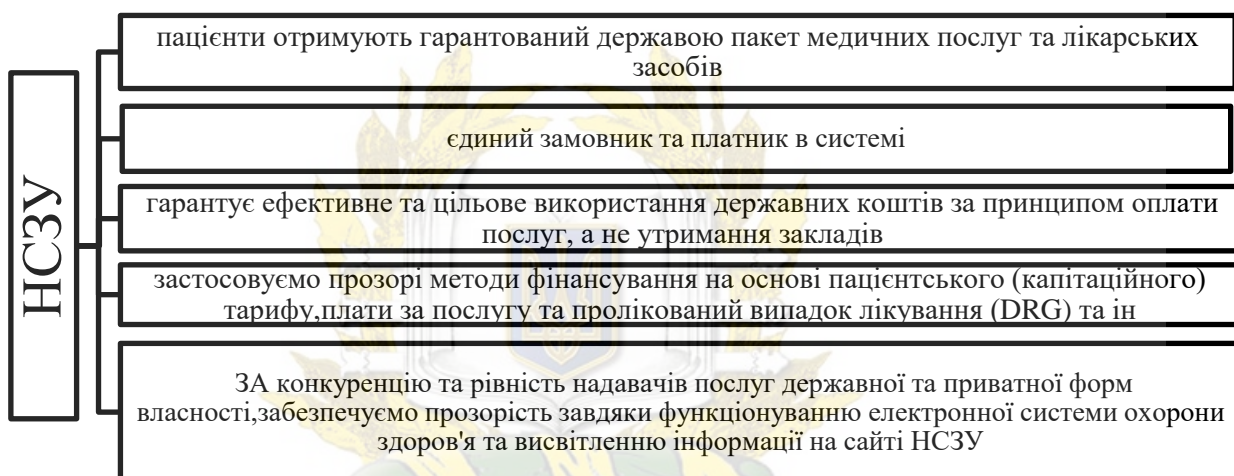 НСЗУ
пацієнти отримують гарантований державою пакет медичних послуг та лікарських
засобів
єдиний замовник та платник в системі
гарантує ефективне та цільове використання державних коштів за принципом оплати
послуг, а не утримання закладів
застосовуємо прозорі методи фінансування на основі пацієнтського (капітаційного)
тарифу,плати за послугу та пролікований випадок лікування (DRG) та ін
ЗА конкуренцію та рівність надавачів послуг державної та приватної форм
власності,забезпечуємо прозорість завдяки функціонуванню електронної системи охорони
здоров'я та висвітленню інформації на сайті НСЗУ